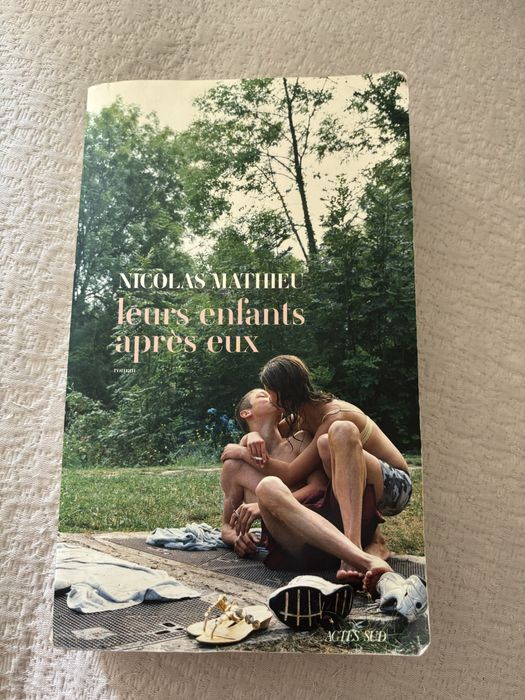 NICOLAS MATHIEU
leurs enfants
après eux
roman
ACTES SUD